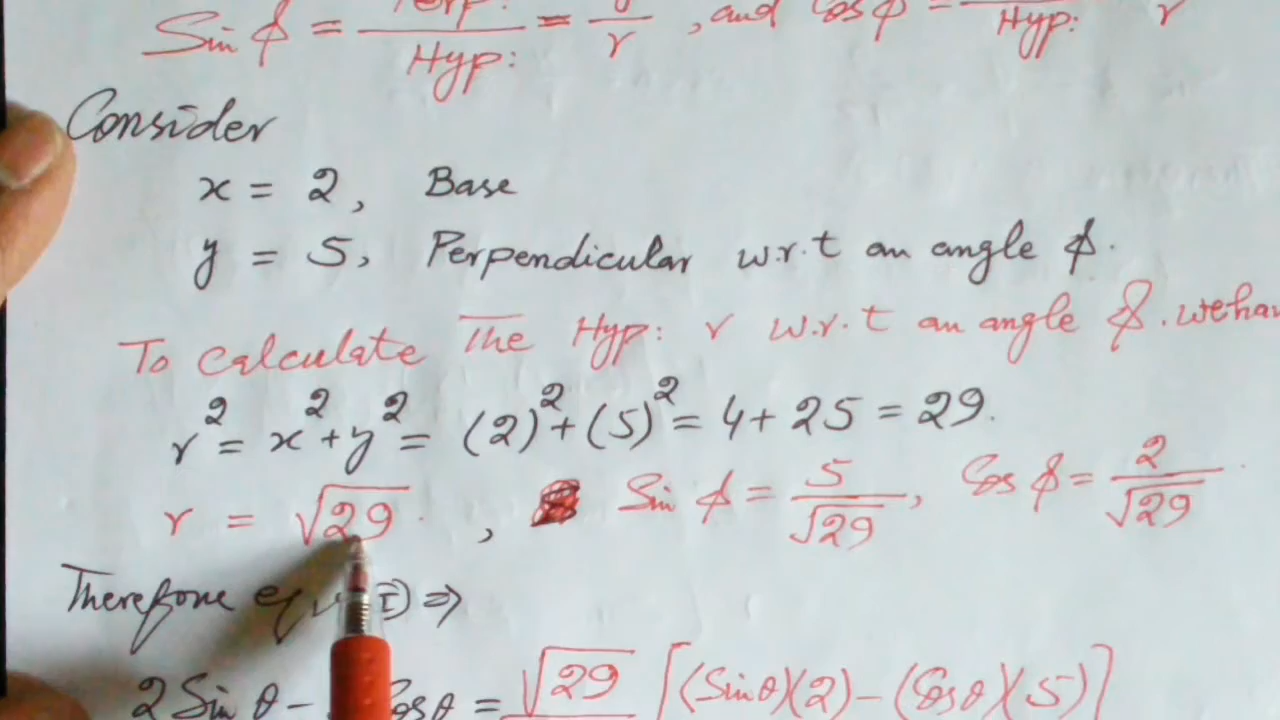 Sin φ = Perp: / Hyp: = y / r , and Cos φ = / Hyp: r
Consider
x = 2, Base
y = 5, Perpendicular w.r.t an angle φ.
To calculate The Hyp: r w.r.t an angle φ. we hav
r² = x² + y² = (2)² + (5)² = 4 + 25 = 29.
r = √29 . , Sin φ = 5/√29 , Cos φ = 2/√29 .
Therefore (I) ⇒
2 Sin θ - Cos θ = √29 [(Sin θ)(2) - (Cos θ)(5)]